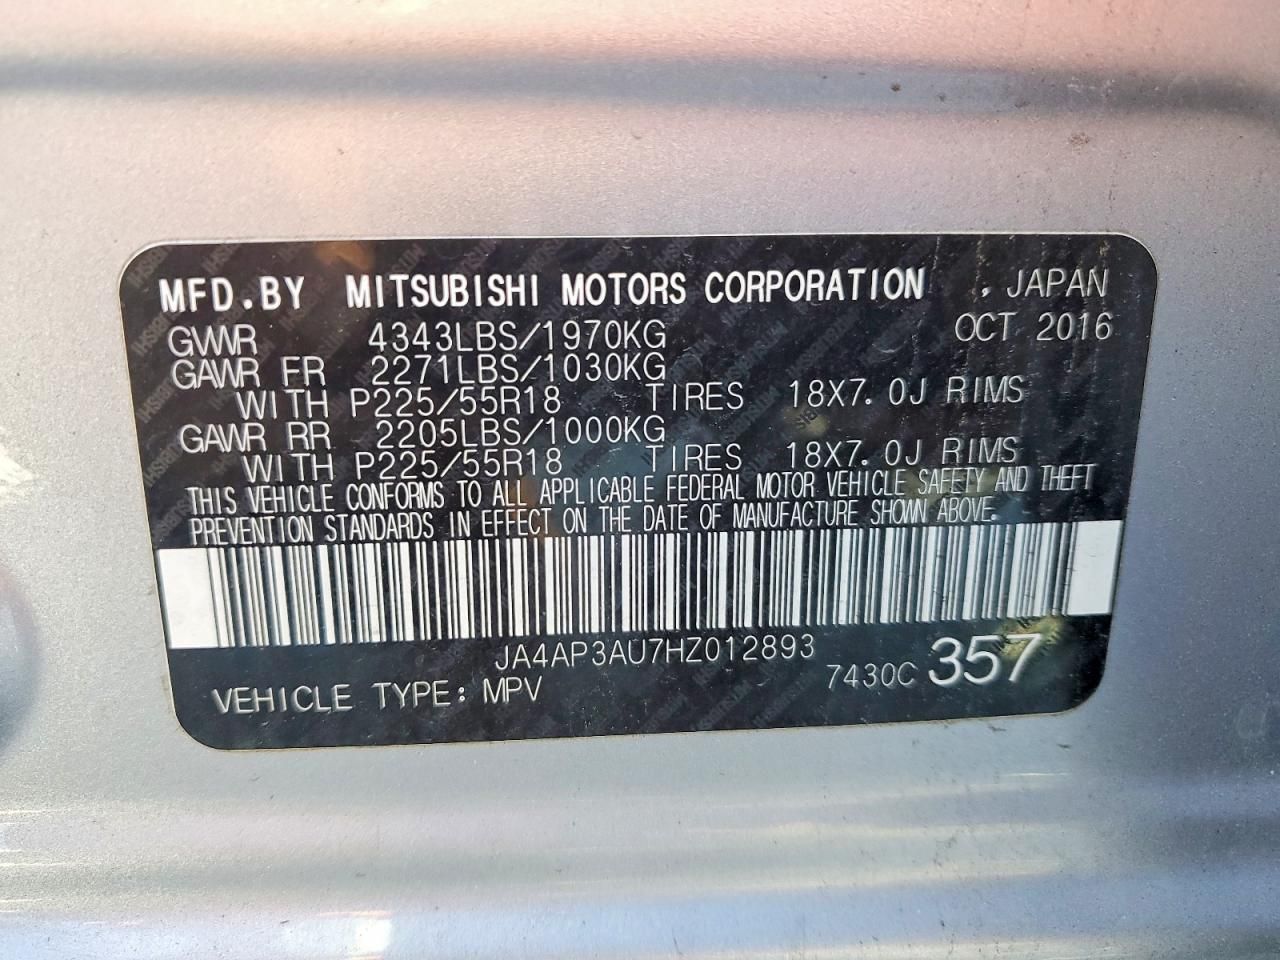 MFD.BY MITSUBISHI MOTORS CORPORATION , JAPAN
GVWR 4343LBS/1970KG OCT 2016
GAWR FR 2271LBS/1030KG
WITH P225/55R18 TIRES 18X7.0J RIMS
GAWR RR 2205LBS/1000KG
WITH P225/55R18 TIRES 18X7.0J RIMS
THIS VEHICLE CONFORMS TO ALL APPLICABLE FEDERAL MOTOR VEHICLE SAFETY AND THEFT
PREVENTION STANDARDS IN EFFECT ON THE DATE OF MANUFACTURE SHOWN ABOVE.
JA4AP3AU7HZ012893
VEHICLE TYPE: MPV 7430C 357